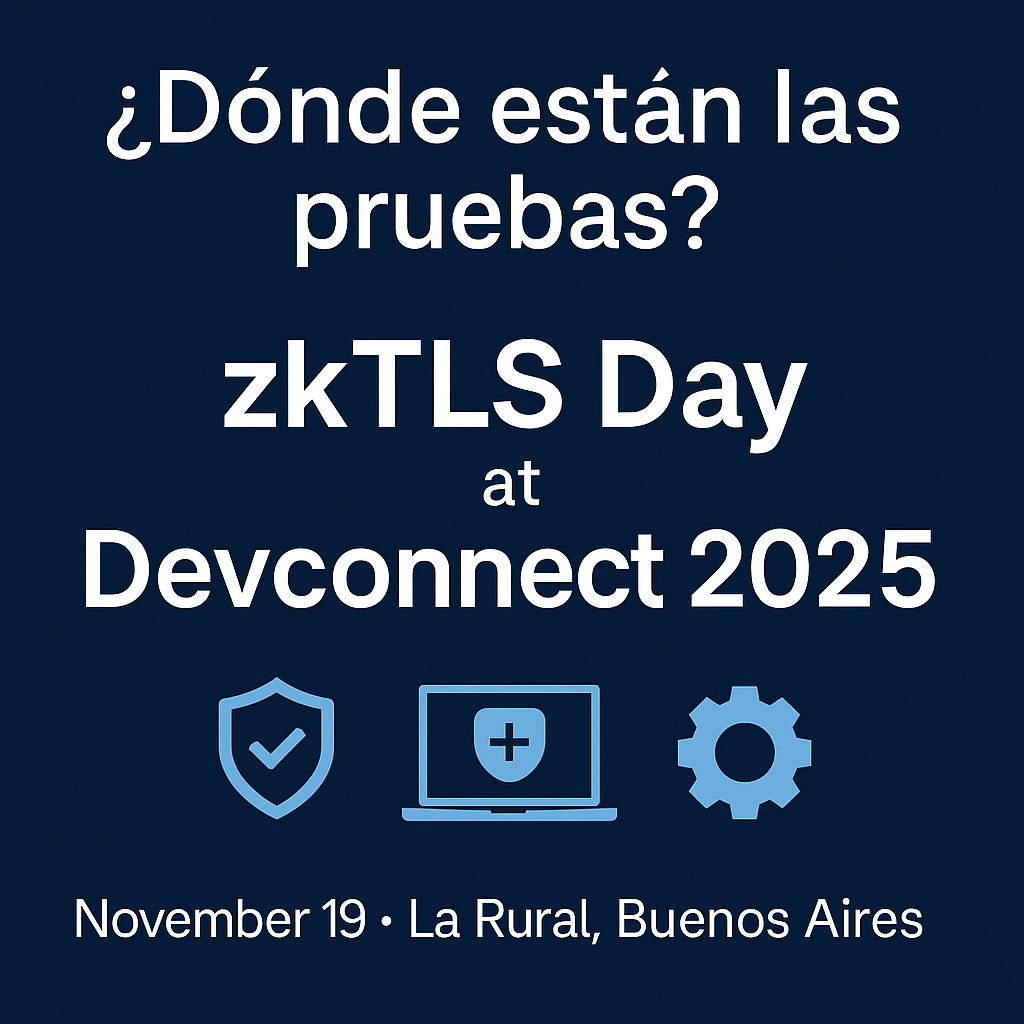 ¿Dónde están las
pruebas?
zkTLS Day
at
Devconnect 2025
November 19 • La Rural, Buenos Aires